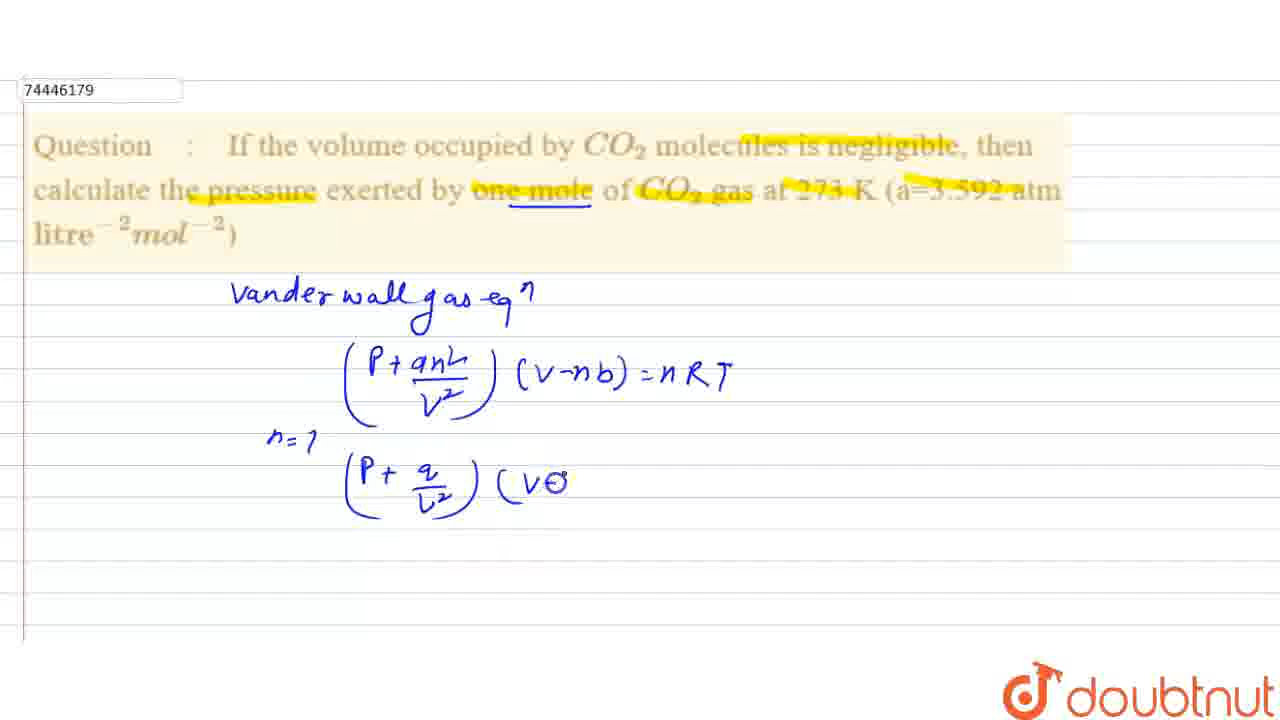 74446179
Question : If the volume occupied by CO₂ molecules is negligible, then
calculate the pressure exerted by one mole of CO₂ gas at 273 K (a=3.592 atm
litre⁻²mol⁻²)
Vander wall gas eqⁿ
(P + an²/V²) (V-nb) = nRT
n=1
(P + a/V²) (V
doubtnut